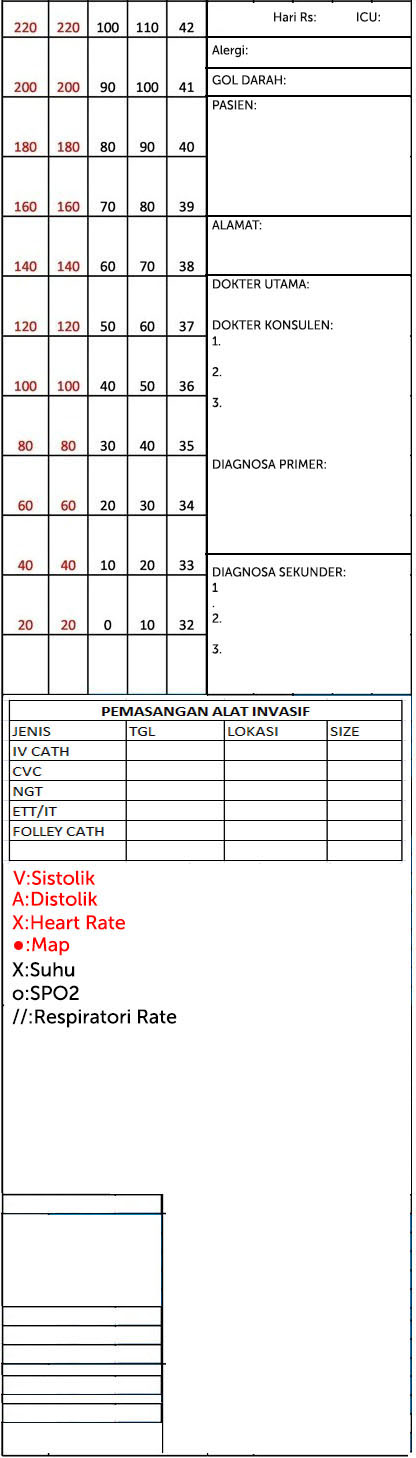 220 220 100 110 42
200 200 90 100 41
180 180 80 90 40
160 160 70 80 39
140 140 60 70 38
120 120 50 60 37
100 100 40 50 36
80 80 30 40 35
60 60 20 30 34
40 40 10 20 33
20 20 0 10 32
Hari Rs: ICU:
Alergi:
GOL DARAH:
PASIEN:
ALAMAT:
DOKTER UTAMA:
DOKTER KONSULEN:
1.
2.
3.
DIAGNOSA PRIMER:
DIAGNOSA SEKUNDER:
1
.
2.
3.
PEMASANGAN ALAT INVASIF
JENIS TGL LOKASI SIZE
IV CATH
CVC
NGT
ETT/IT
FOLLEY CATH
V:Sistolik
A:Distolik
X:Heart Rate
●:Map
X:Suhu
o:SPO2
//:Respiratori Rate